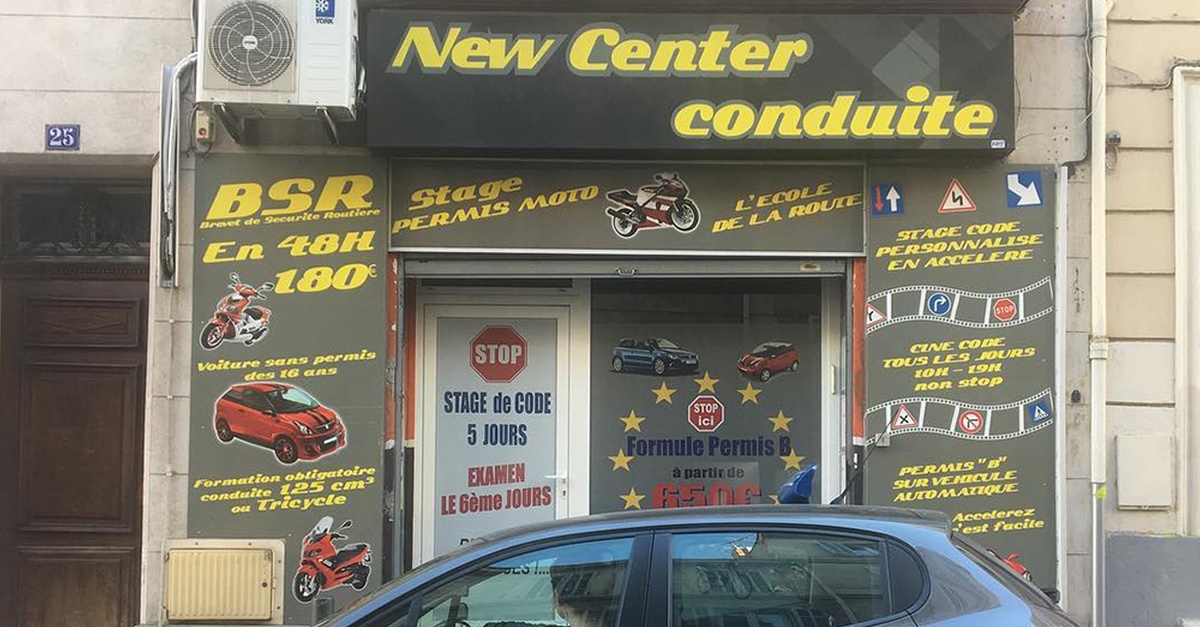 YORK
New Center
conduite
25
BSR
Brevet de Securite Routiere
En 48H
180€
Voiture sans permis
des 16 ans
Formation obligatoire
conduite 125 cm³
ou Tricycle
Stage
PERMIS MOTO
L'ECOLE
DE LA ROUTE
STOP
STAGE de CODE
5 JOURS
EXAMEN
LE 6ème JOURS
STOP
ici
Formule Permis B
à partir de
650€
STAGE CODE
PERSONNALISE
EN ACCELERE
STOP
CINE CODE
TOUS LES JOURS
10H - 19H
non stop
PERMIS "B"
SUR VEHICULE
AUTOMATIQUE
Accelerez
c'est facile